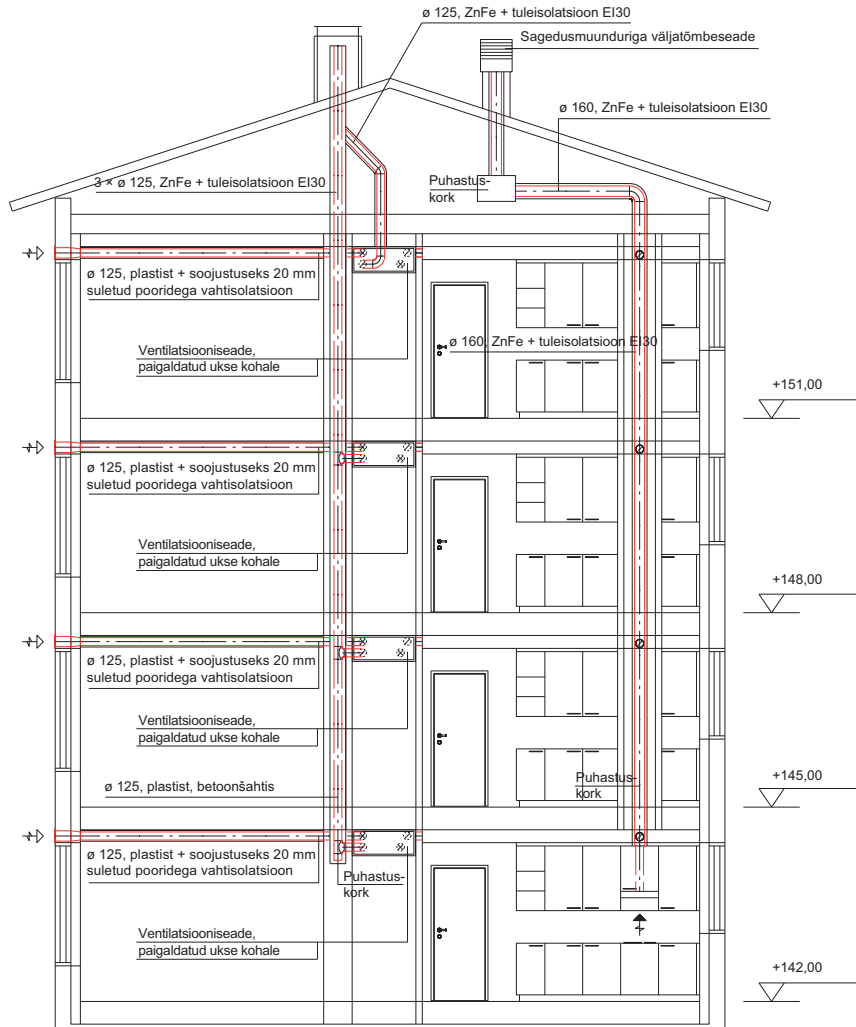 ø 125, ZnFe + tuleisolatsioon EI30
Sagedusmuunduriga väljatõmbeseade
ø 160, ZnFe + tuleisolatsioon EI30
3 × ø 125, ZnFe + tuleisolatsioon EI30
Puhastus-
kork
ø 125, plastist + soojustuseks 20 mm
suletud pooridega vahtisolatsioon
Ventilatsiooniseade,
paigaldatud ukse kohale
ø 160, ZnFe + tuleisolatsioon EI30
+151,00
ø 125, plastist + soojustuseks 20 mm
suletud pooridega vahtisolatsioon
Ventilatsiooniseade,
paigaldatud ukse kohale
+148,00
ø 125, plastist + soojustuseks 20 mm
suletud pooridega vahtisolatsioon
Ventilatsiooniseade,
paigaldatud ukse kohale
ø 125, plastist, betoonšahtis
Puhastus-
kork
+145,00
ø 125, plastist + soojustuseks 20 mm
suletud pooridega vahtisolatsioon
Puhastus-
kork
Ventilatsiooniseade,
paigaldatud ukse kohale
+142,00